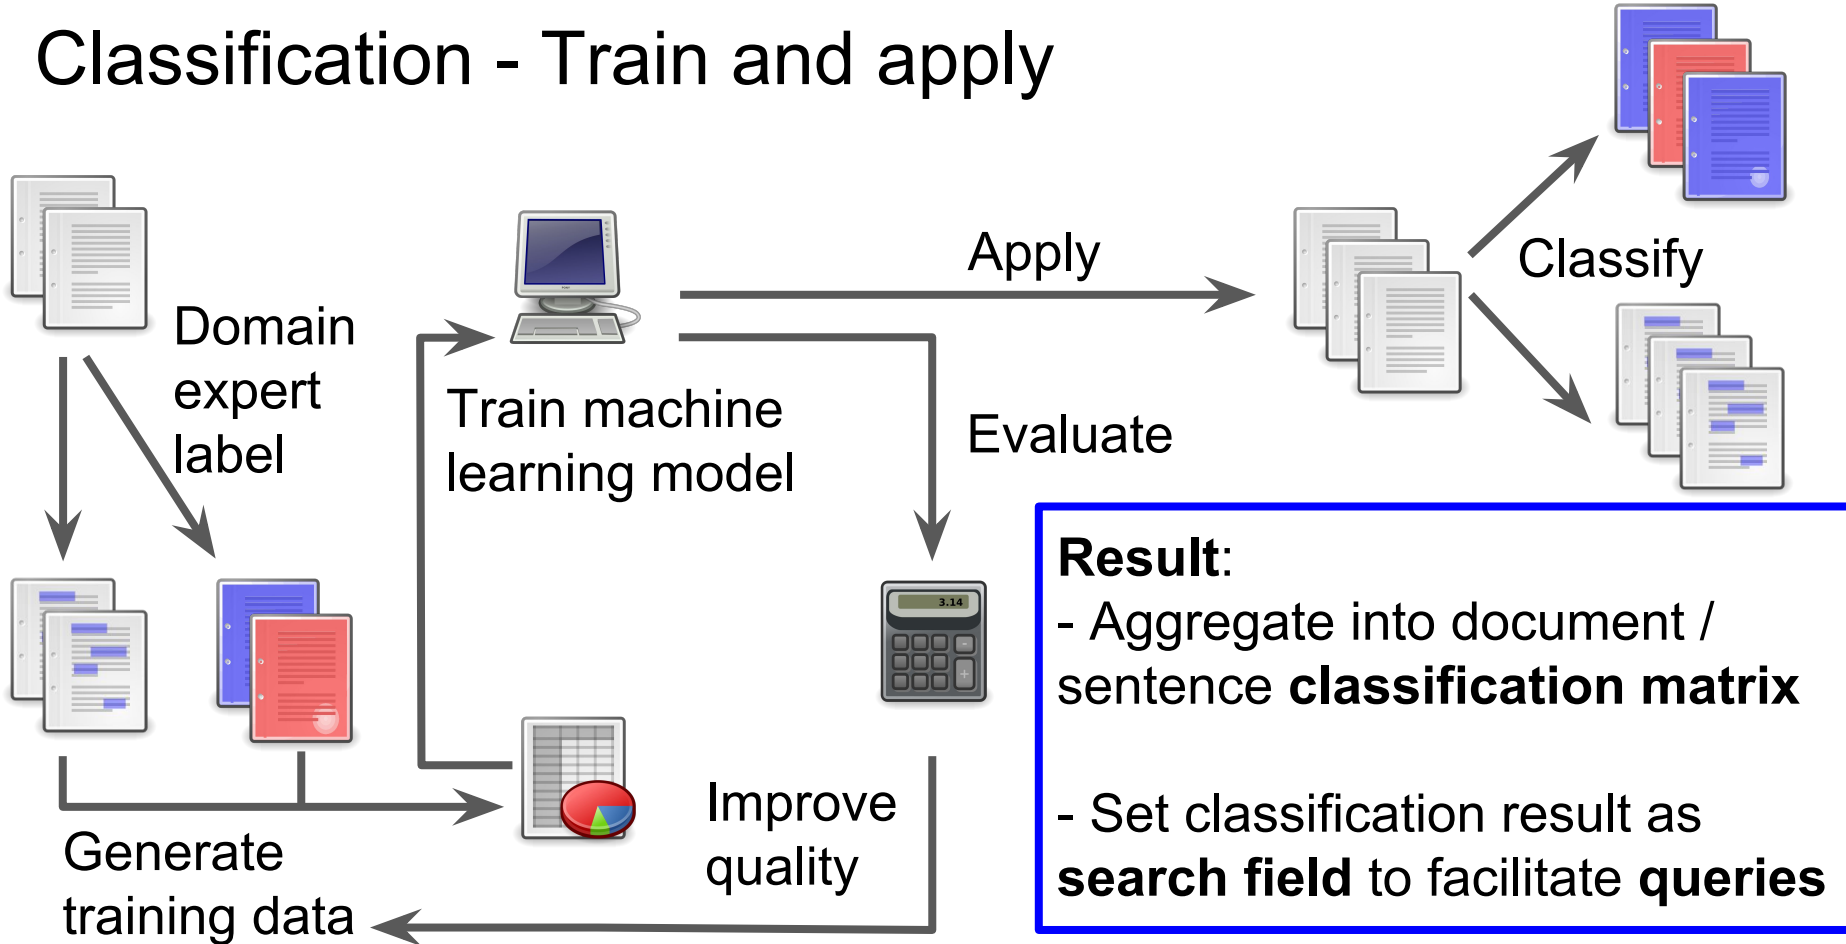 Classification - Train and apply
Domain
expert
label
Train machine
learning model
Apply
Classify
Evaluate
3.14
Generate
training data
Improve
quality
Result:
- Aggregate into document /
sentence classification matrix
- Set classification result as
search field to facilitate queries